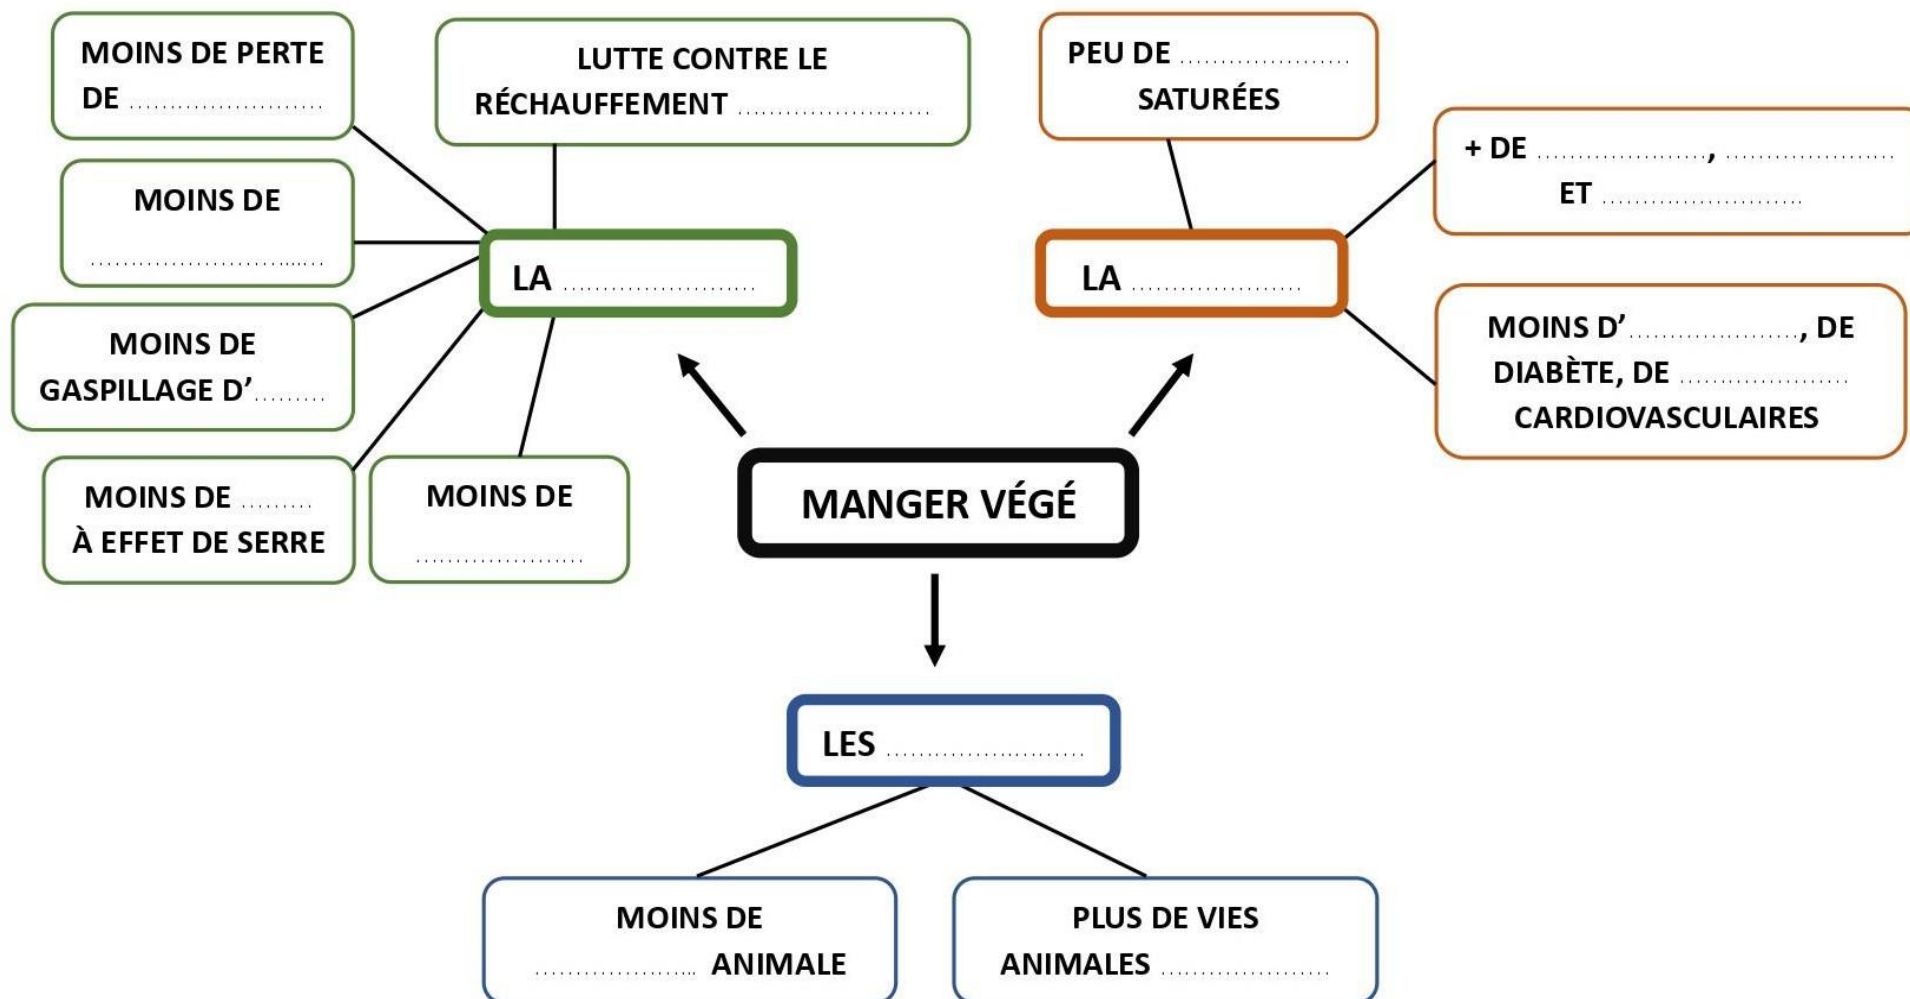 MOINS DE PERTE
DE ........................
LUTTE CONTRE LE
RÉCHAUFFEMENT ........................
PEU DE .....................
SATURÉES
+ DE ....................., .....................
ET .........................
MOINS DE
.............................
LA ........................
LA .....................
MOINS DE
GASPILLAGE D’.........
MOINS D’....................., DE
DIABÈTE, DE .....................
CARDIOVASCULAIRES
MOINS DE .........
À EFFET DE SERRE
MOINS DE
.....................
MANGER VÉGÉ
LES .........................
MOINS DE
.................... ANIMALE
PLUS DE VIES
ANIMALES .....................